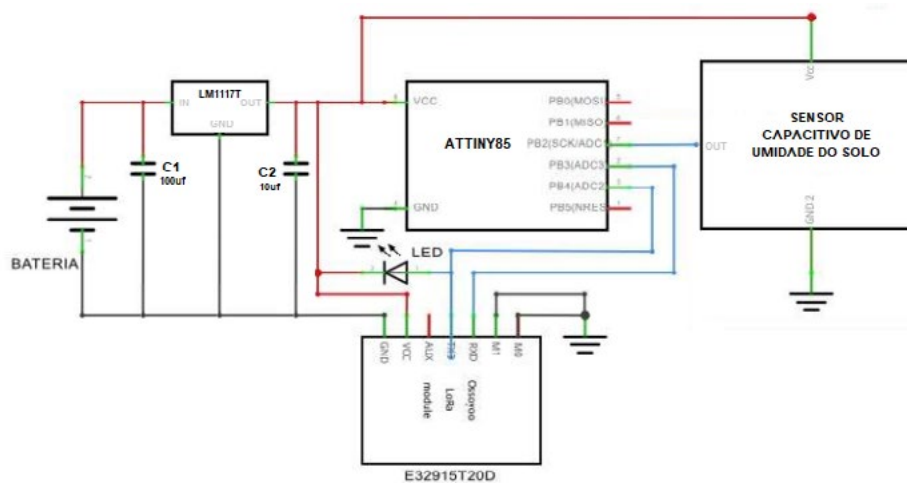 LM1117T
IN
OUT
GND
C1
100uf
C2
10uf
BATERIA
VCC
ATTINY85
GND
PB0(MOSI)
PB1(MISO)
PB2(SCK/ADC
PB3(ADC3)
PB4(ADC2)
PB5(NRES
Vcc
SENSOR
CAPACITIVO DE
UMIDADE DO SOLO
OUT
GND 2
LED
GND
VCC
AUX
RXD
M1
M0
module
LoRa
E32915T20D